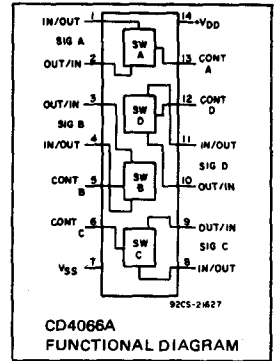 IN/OUT 1 14 +VDD
SIG A SW A
OUT/IN 2 13 CONT A
OUT/IN 3 12 CONT D
SIG B SW D
IN/OUT 4 11 IN/OUT
SIG D
CONT B 5 SW B 10 OUT/IN
CONT C 6 9 OUT/IN
SW C SIG C
VSS 7 8 IN/OUT
92CS-21627
CD4066A
FUNCTIONAL DIAGRAM